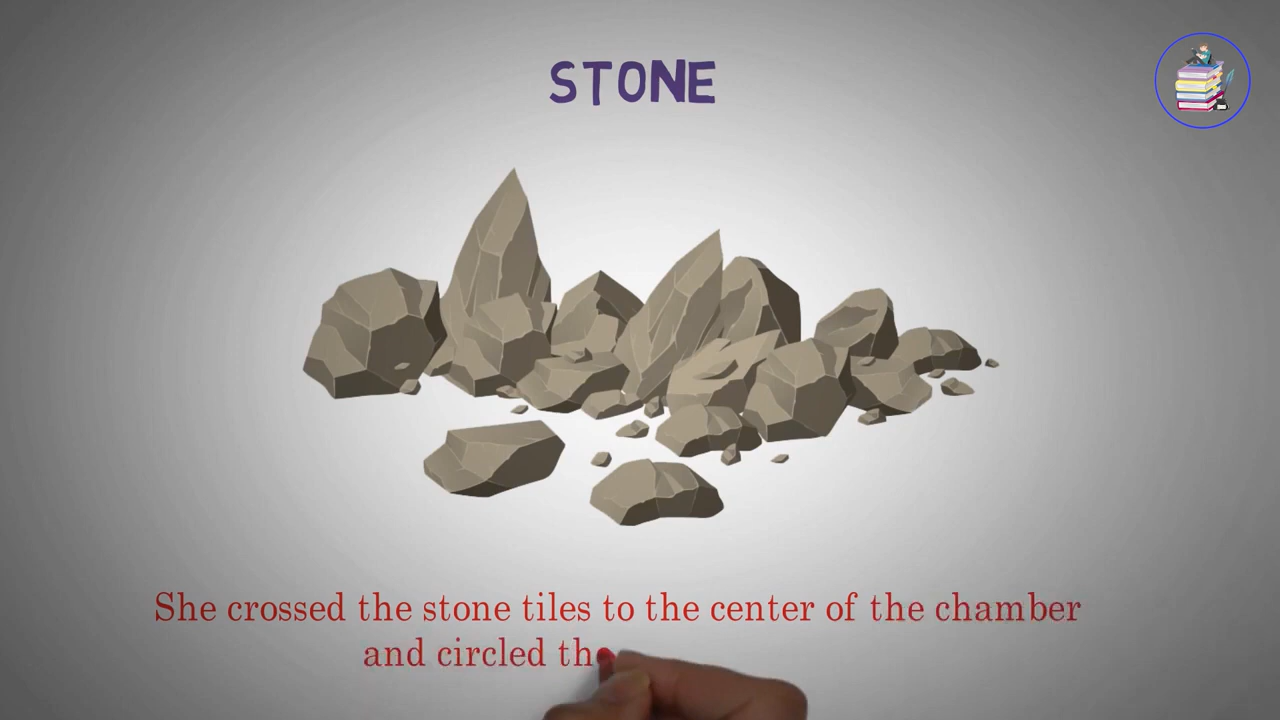 STONE
She crossed the stone tiles to the center of the chamber
and circled th